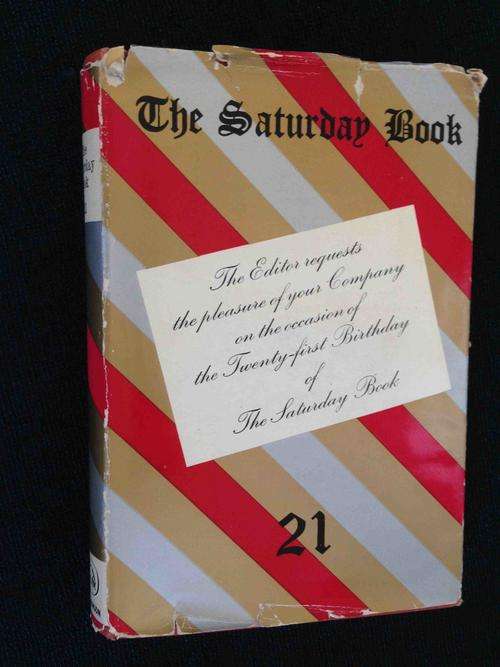 The Saturday Book
The Editor requests
the pleasure of your Company
on the occasion of
the Twenty-first Birthday
of
The Saturday Book
21